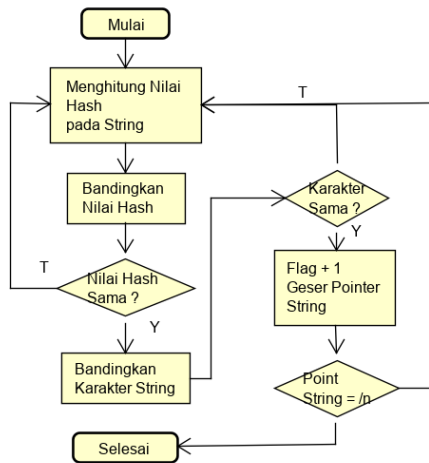 Mulai
Menghitung Nilai
Hash
pada String
Bandingkan
Nilai Hash
T
Nilai Hash
Sama ?
Y
Bandingkan
Karakter String
T
Karakter
Sama ?
Y
Flag + 1
Geser Pointer
String
Point
String = /n
Selesai